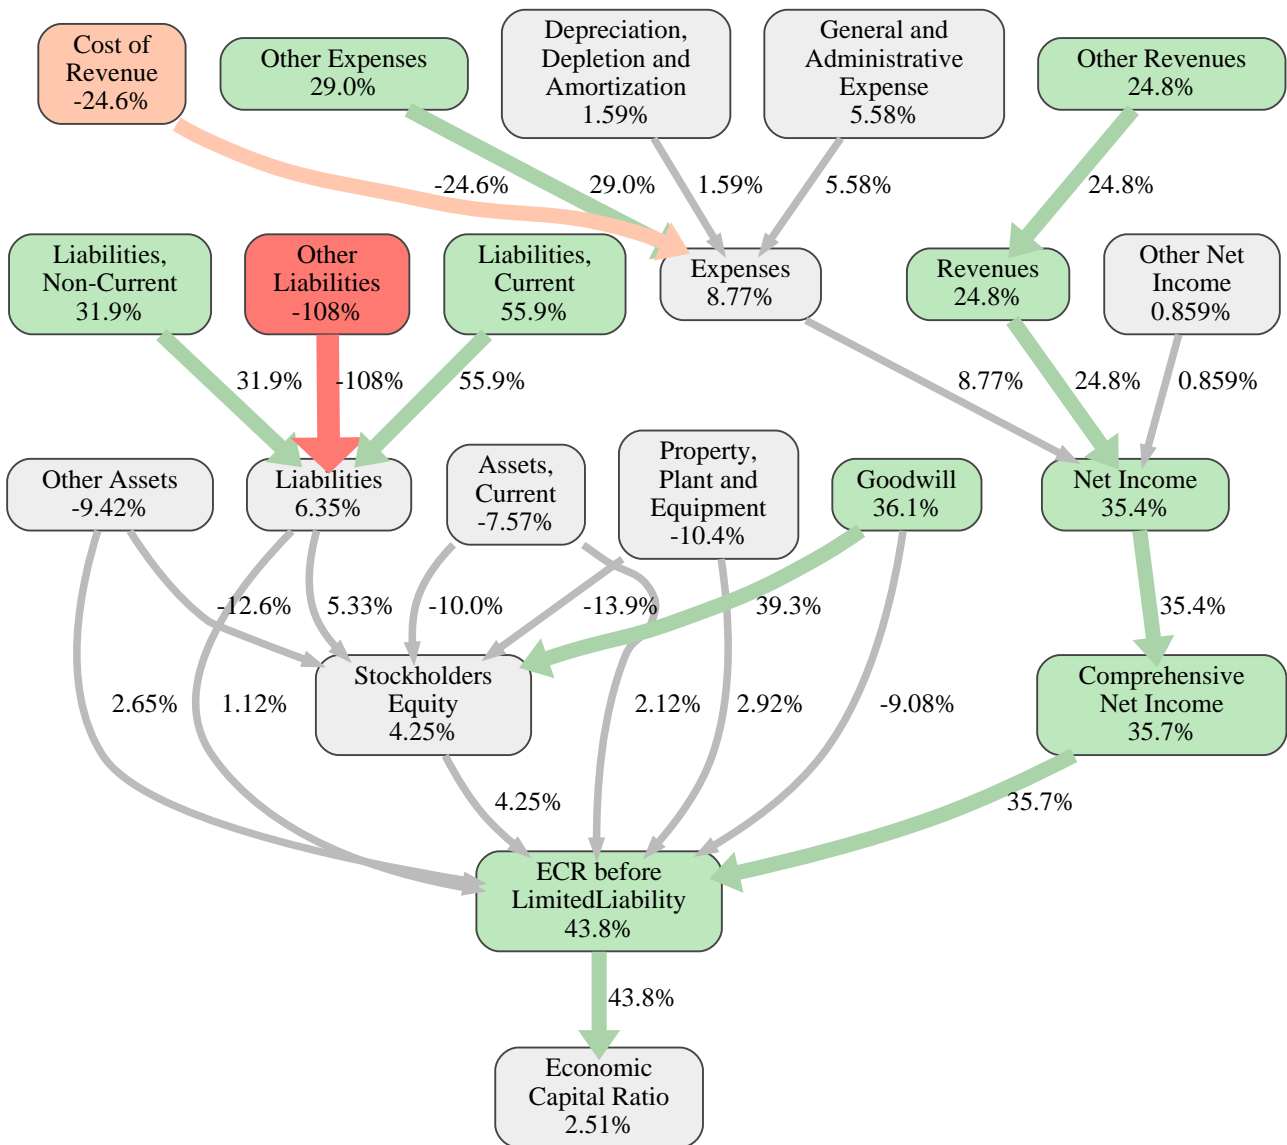 Cost of
Revenue
-24.6%
Other Expenses
29.0%
Depreciation,
Depletion and
Amortization
1.59%
General and
Administrative
Expense
5.58%
Other Revenues
24.8%
-24.6%
29.0%
1.59%
5.58%
24.8%
Liabilities,
Non-Current
31.9%
Other
Liabilities
-108%
Liabilities,
Current
55.9%
Expenses
8.77%
Revenues
24.8%
Other Net
Income
0.859%
31.9%
-108%
55.9%
8.77%
24.8%
0.859%
Other Assets
-9.42%
Liabilities
6.35%
Assets,
Current
-7.57%
Property,
Plant and
Equipment
-10.4%
Goodwill
36.1%
Net Income
35.4%
-12.6%
5.33%
-10.0%
-13.9%
39.3%
35.4%
Stockholders
Equity
4.25%
Comprehensive
Net Income
35.7%
2.65%
1.12%
2.12%
2.92%
-9.08%
4.25%
35.7%
ECR before
LimitedLiability
43.8%
43.8%
Economic
Capital Ratio
2.51%